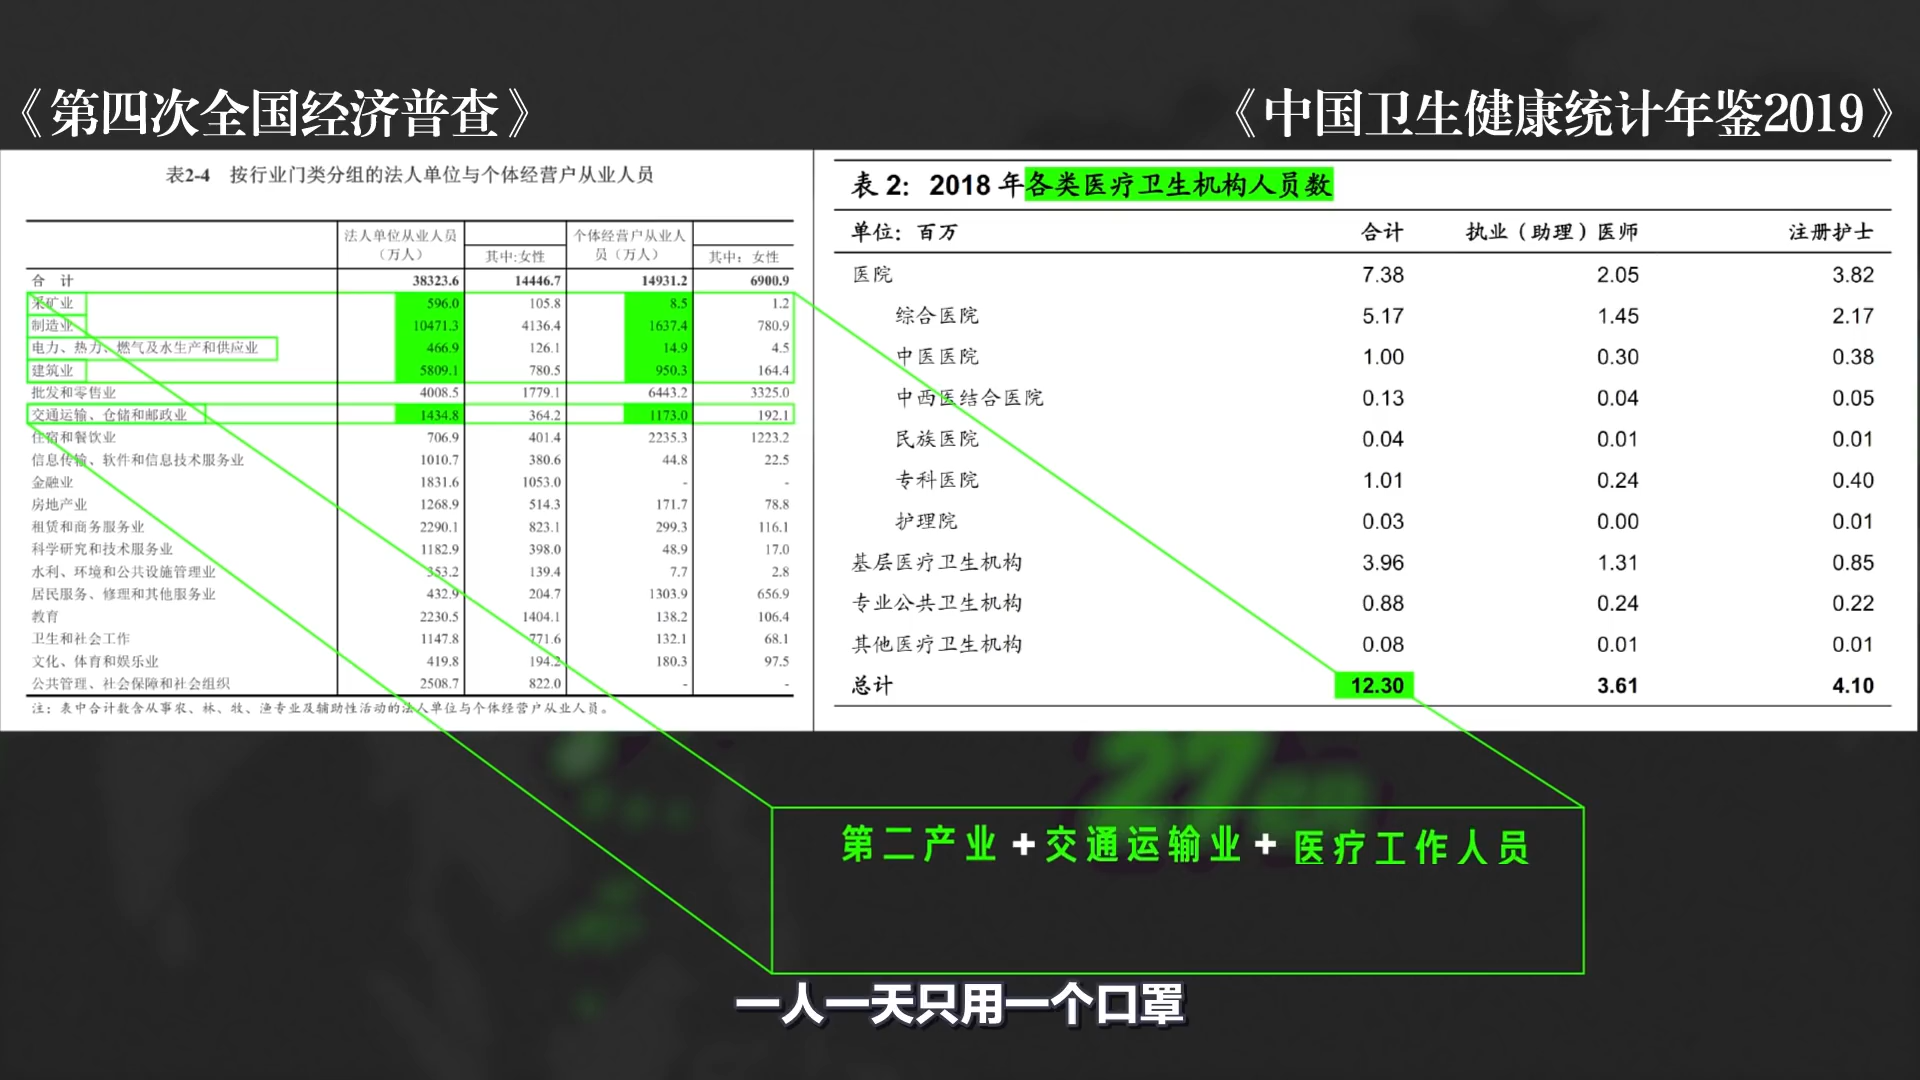 《第四次全国经济普查》
《中国卫生健康统计年鉴2019》
表2-4 按行业门类分组的法人单位与个体经营户从业人员
法人单位从业人员（万人） 其中:女性 个体经营户从业人员（万人） 其中：女性
合 计 38323.6 14446.7 14931.2 6900.9
采矿业 596.0 105.8 8.5 1.2
制造业 10471.3 4136.4 1637.4 780.9
电力、热力、燃气及水生产和供应业 466.9 126.1 14.9 4.5
建筑业 5809.1 780.5 950.3 164.4
批发和零售业 4008.5 1779.1 6443.2 3325.0
交通运输、仓储和邮政业 1434.8 364.2 1173.0 192.1
住宿和餐饮业 706.9 401.4 2235.3 1223.2
信息传输、软件和信息技术服务业 1010.7 380.6 44.8 22.5
金融业 1831.6 1053.0 - -
房地产业 1268.9 514.3 171.7 78.8
租赁和商务服务业 2290.1 823.1 299.3 116.1
科学研究和技术服务业 1182.9 398.0 48.9 17.0
水利、环境和公共设施管理业 353.2 139.4 7.7 2.8
居民服务、修理和其他服务业 432.9 204.7 1303.9 656.9
教育 2230.5 1404.1 138.2 106.4
卫生和社会工作 1147.8 771.6 132.1 68.1
文化、体育和娱乐业 419.8 194.2 180.3 97.5
公共管理、社会保障和社会组织 2508.7 822.0 - -
注：表中合计数含从事农、林、牧、渔专业及辅助性活动的法人单位与个体经营户从业人员。
表 2: 2018 年各类医疗卫生机构人员数
单位：百万 合计 执业（助理）医师 注册护士
医院 7.38 2.05 3.82
综合医院 5.17 1.45 2.17
中医医院 1.00 0.30 0.38
中西医结合医院 0.13 0.04 0.05
民族医院 0.04 0.01 0.01
专科医院 1.01 0.24 0.40
护理院 0.03 0.00 0.01
基层医疗卫生机构 3.96 1.31 0.85
专业公共卫生机构 0.88 0.24 0.22
其他医疗卫生机构 0.08 0.01 0.01
总计 12.30 3.61 4.10
第二产业+交通运输业+医疗工作人员
一人一天只用一个口罩